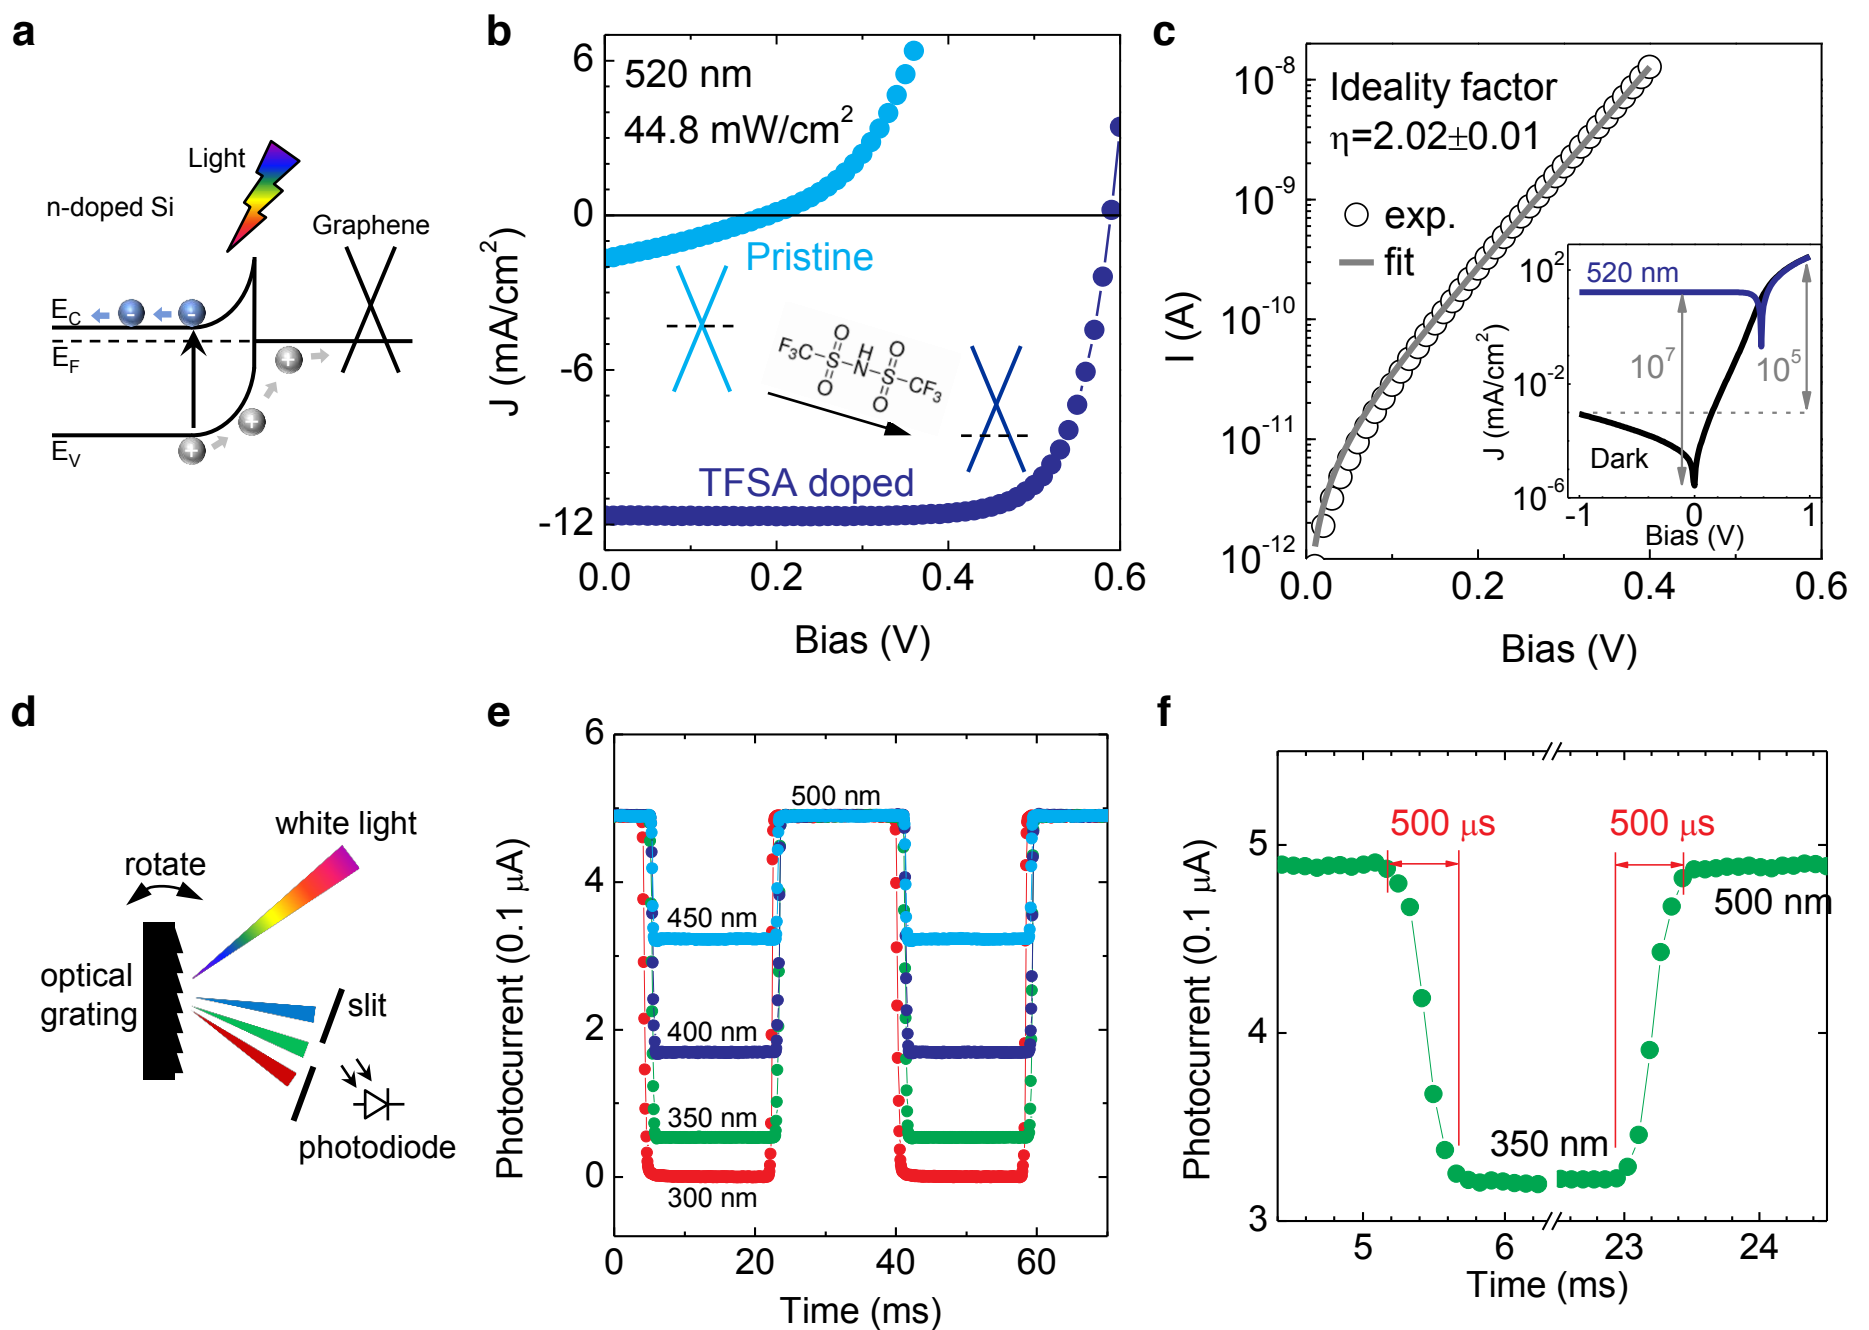 a
Light
n-doped Si
Graphene
E_C
E_F
E_V
b
520 nm
44.8 mW/cm²
6
0
-6
-12
J (mA/cm²)
Pristine
F₃C S N H S CF₃
O O
O O
TFSA doped
0.0 0.2 0.4 0.6
Bias (V)
c
Ideality factor
η=2.02±0.01
exp.
fit
10⁻⁸
10⁻⁹
10⁻¹⁰
10⁻¹¹
10⁻¹²
I (A)
0.0 0.2 0.4 0.6
Bias (V)
10²
10⁻²
10⁻⁶
J (mA/cm²)
520 nm
10⁷
10⁵
Dark
-1 0 1
Bias (V)
d
white light
rotate
optical
grating
slit
photodiode
e
6
4
2
0
Photocurrent (0.1 μA)
500 nm
450 nm
400 nm
350 nm
300 nm
0 20 40 60
Time (ms)
f
5
4
3
Photocurrent (0.1 μA)
500 μs 500 μs
500 nm
350 nm
5 6 23 24
Time (ms)